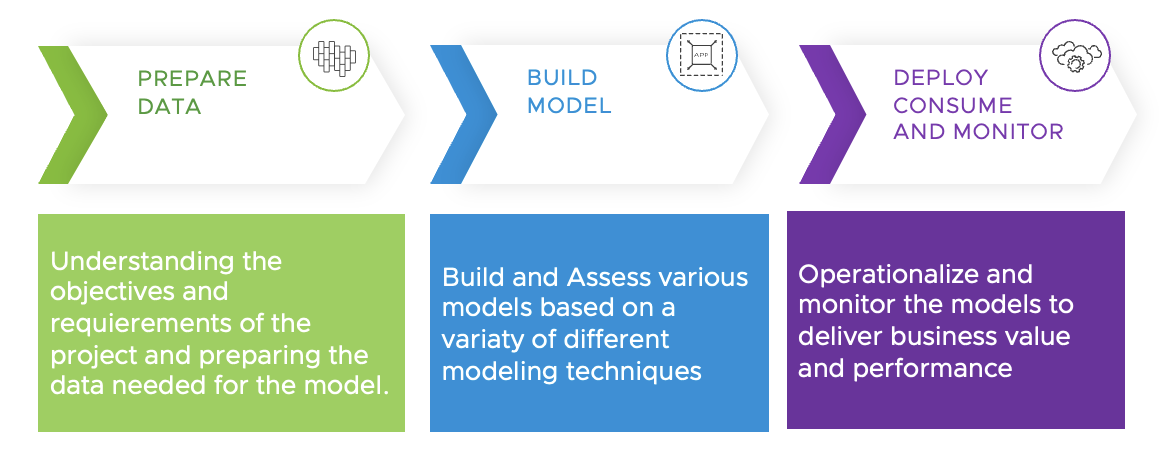 PREPARE
DATA
BUILD
MODEL
APP
DEPLOY
CONSUME
AND MONITOR
Understanding the
objectives and
requierements of the
project and preparing the
data needed for the model.
Build and Assess various
models based on a
variaty of different
modeling techniques
Operationalize and
monitor the models to
deliver business value
and performance